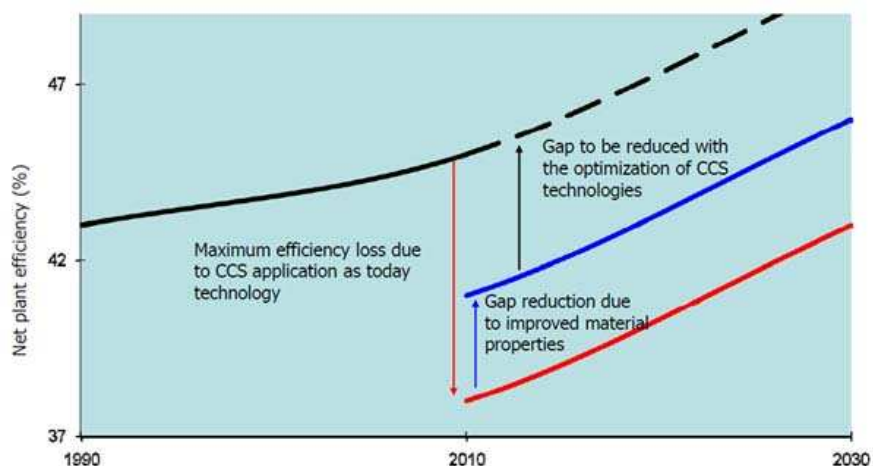 Net plant efficiency (%)
47
42
37
Gap to be reduced with
the optimization of CCS
technologies
Maximum efficiency loss due
to CCS application as today
technology
Gap reduction due
to improved material
properties
1990
2010
2030